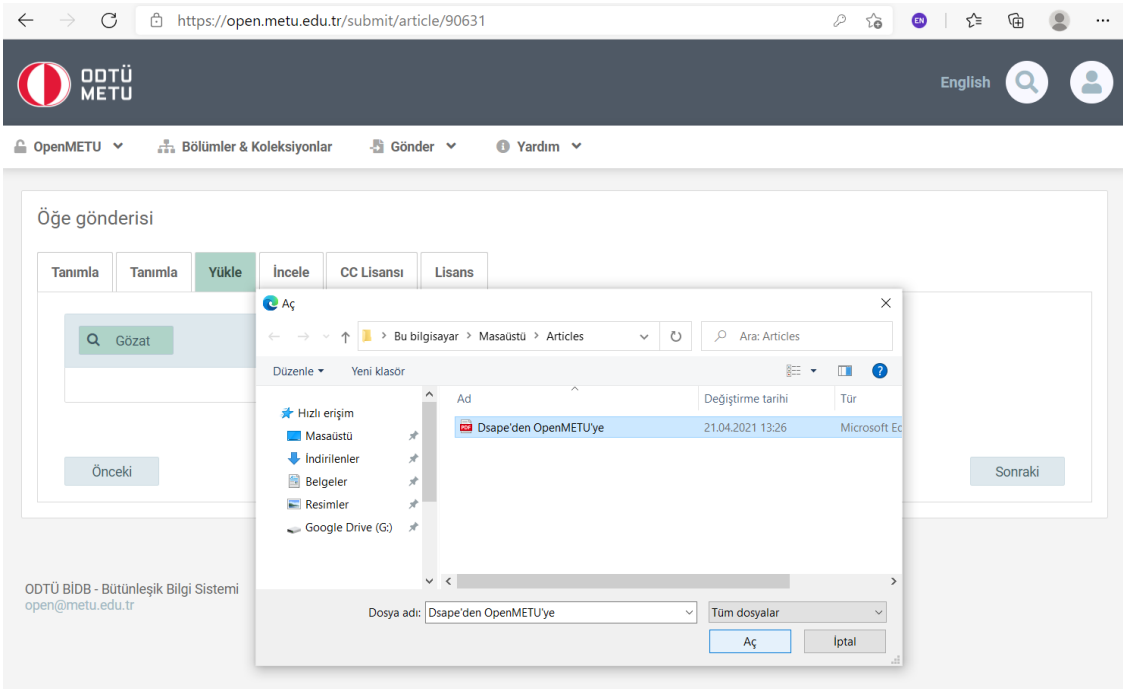 https://open.metu.edu.tr/submit/article/90631
EN
ODTÜ
METU
English
OpenMETU
Bölümler & Koleksiyonlar
Gönder
Yardım
Öğe gönderisi
Tanımla
Tanımla
Yükle
İncele
CC Lisansı
Lisans
Gözat
Önceki
Sonraki
Aç
Bu bilgisayar > Masaüstü > Articles
Ara: Articles
Düzenle
Yeni klasör
Hızlı erişim
Masaüstü
İndirilenler
Belgeler
Resimler
Google Drive (G:)
Ad
Değiştirme tarihi
Tür
PDF
Dsape'den OpenMETU'ye
21.04.2021 13:26
Microsoft Ed
Dosya adı:
Dsape'den OpenMETU'ye
Tüm dosyalar
Aç
İptal
ODTÜ BİDB - Bütünleşik Bilgi Sistemi
open@metu.edu.tr